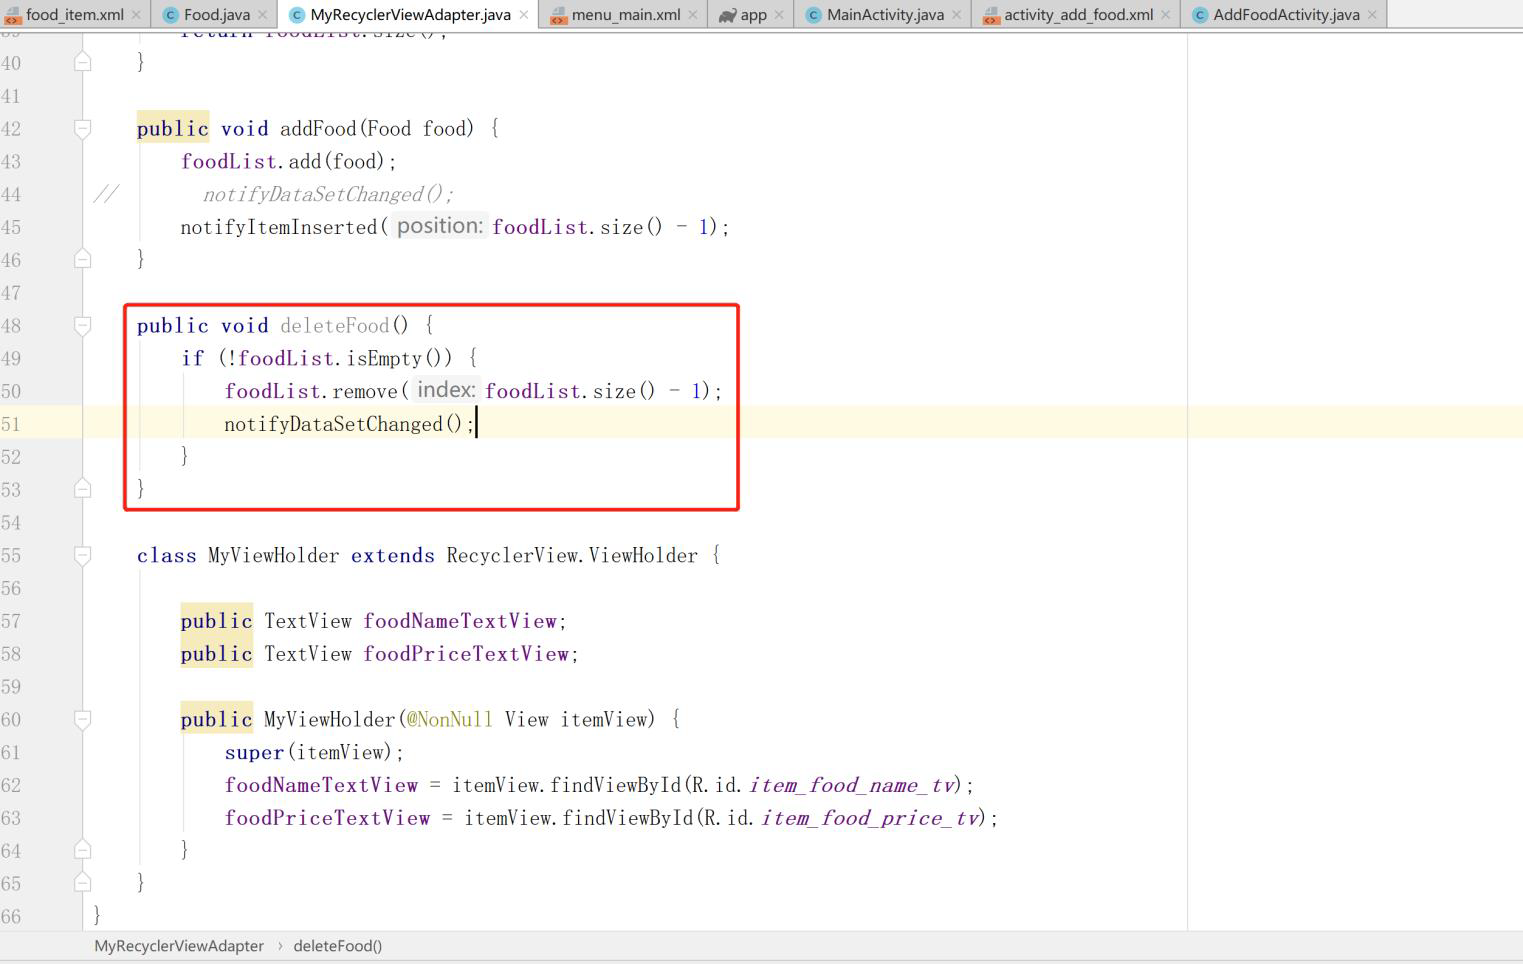 food_item.xml Food.java MyRecyclerViewAdapter.java menu_main.xml app MainActivity.java activity_add_food.xml AddFoodActivity.java
39 return foodList.size();
40 }
41
42 public void addFood(Food food) {
43 foodList.add(food);
44 // notifyDataSetChanged();
45 notifyItemInserted( position: foodList.size() - 1);
46 }
47
48 public void deleteFood() {
49 if (!foodList.isEmpty()) {
50 foodList.remove( index: foodList.size() - 1);
51 notifyDataSetChanged();
52 }
53 }
54
55 class MyViewHolder extends RecyclerView.ViewHolder {
56
57 public TextView foodNameTextView;
58 public TextView foodPriceTextView;
59
60 public MyViewHolder(@NonNull View itemView) {
61 super(itemView);
62 foodNameTextView = itemView.findViewById(R.id.item_food_name_tv);
63 foodPriceTextView = itemView.findViewById(R.id.item_food_price_tv);
64 }
65 }
66 }
MyRecyclerViewAdapter › deleteFood()